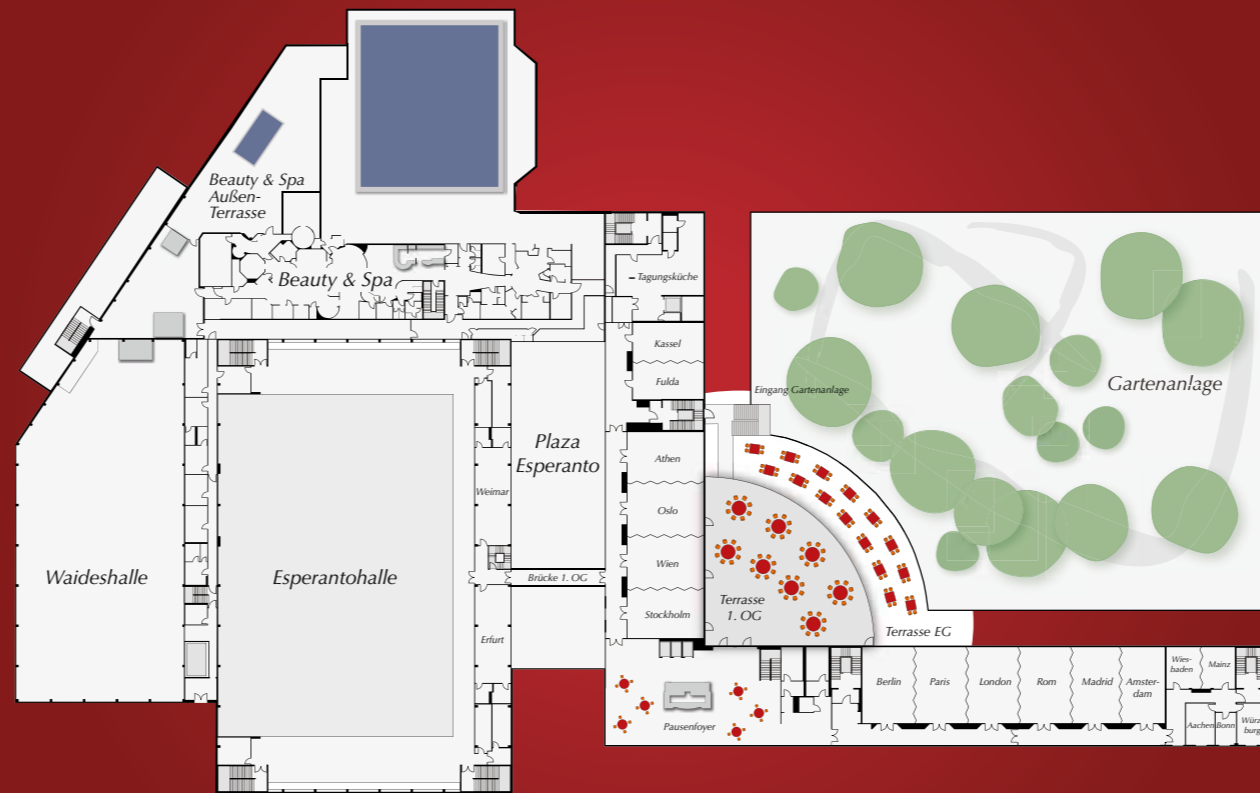 Beauty & Spa
Außen-
Terrasse
Beauty & Spa
Tagungsküche
Kassel
Fulda
Eingang Gartenanlage
Gartenanlage
Plaza
Esperanto
Athen
Weimar
Oslo
Waideshalle
Esperantohalle
Brücke 1. OG
Wien
Stockholm
Terrasse
1. OG
Terrasse EG
Erfurt
Pausenfoyer
Berlin
Paris
London
Rom
Madrid
Amster-
dam
Wies-
baden
Mainz
Aachen
Bonn
Würz-
burg